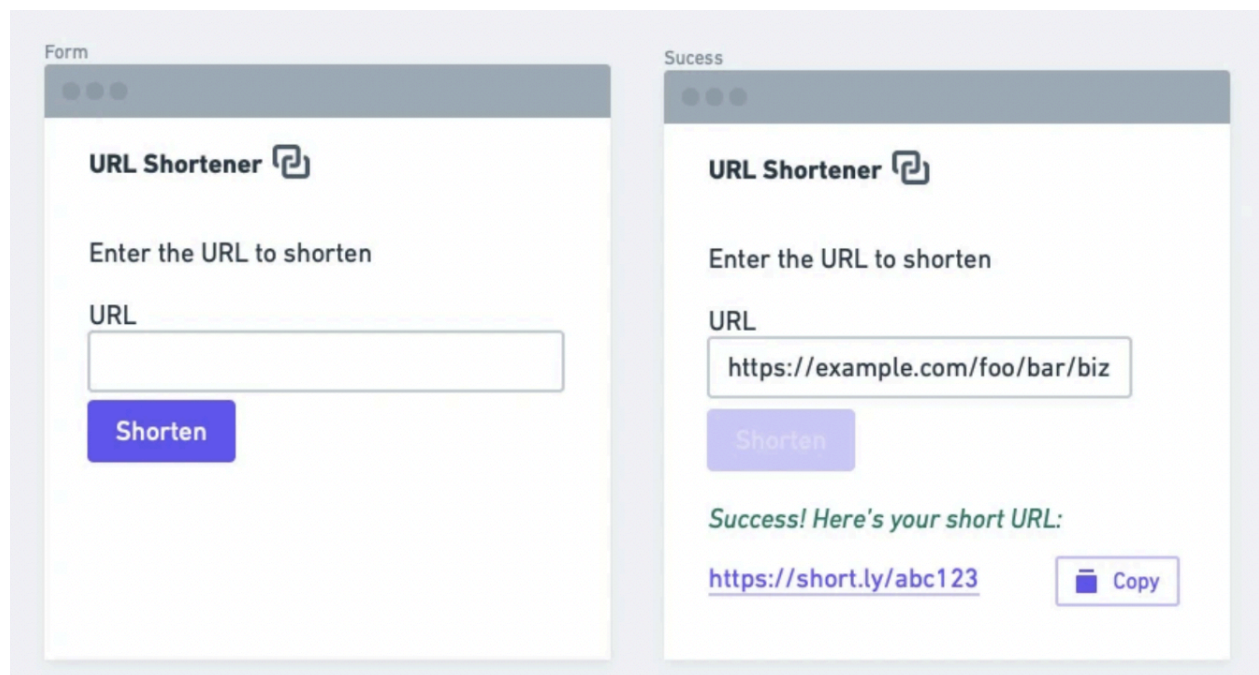 Form
URL Shortener
Enter the URL to shorten
URL
Shorten
Sucess
URL Shortener
Enter the URL to shorten
URL
https://example.com/foo/bar/biz
Shorten
Success! Here's your short URL:
https://short.ly/abc123
Copy